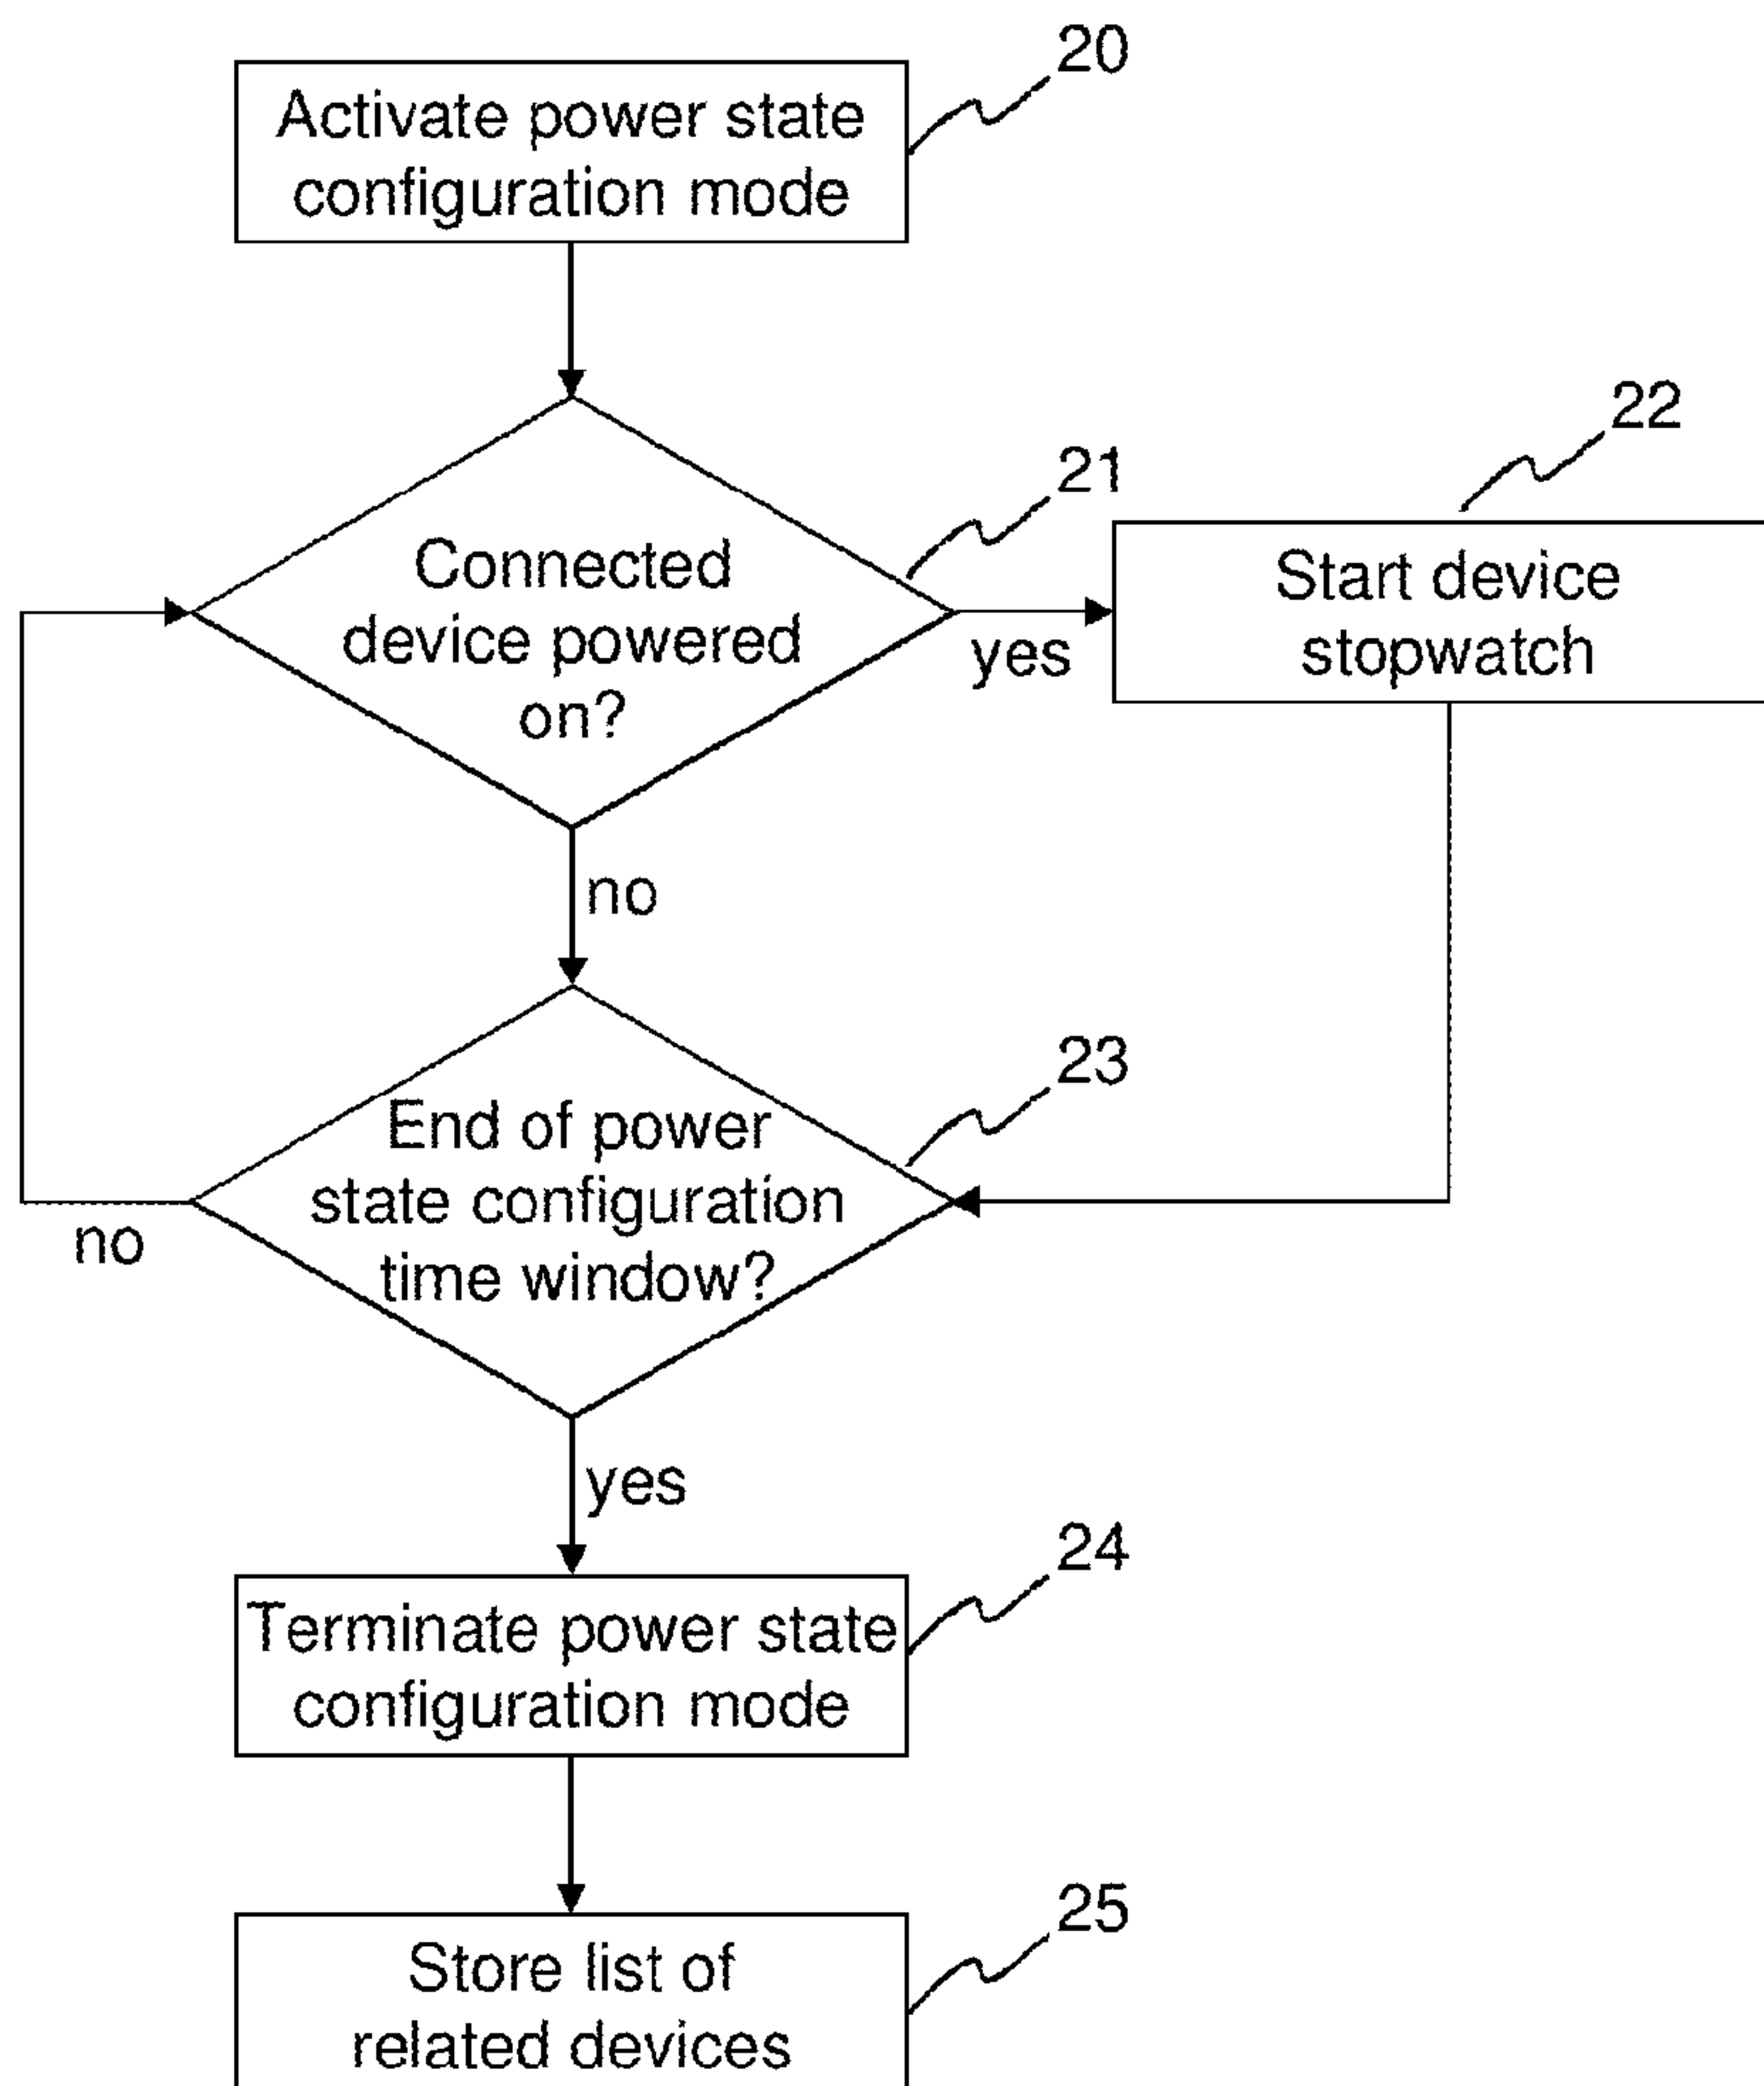 20
Activate power state
configuration mode
21
22
Connected
device powered
on?
yes
Start device
stopwatch
no
23
End of power
state configuration
time window?
no
yes
24
Terminate power state
configuration mode
25
Store list of
related devices